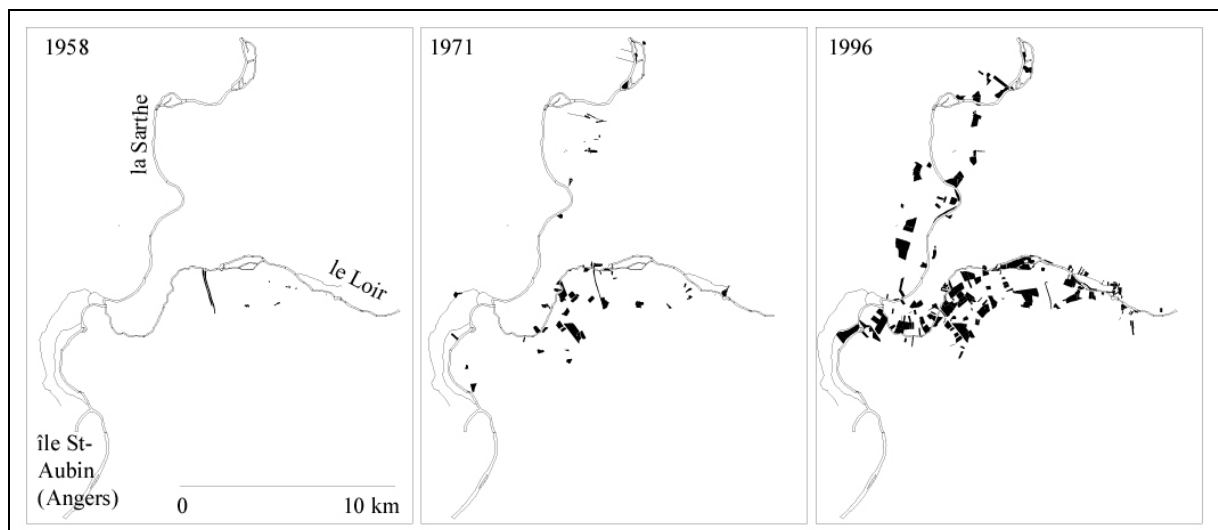 1958
la Sarthe
le Loir
île St-
Aubin
(Angers)
0 10 km
1971
1996